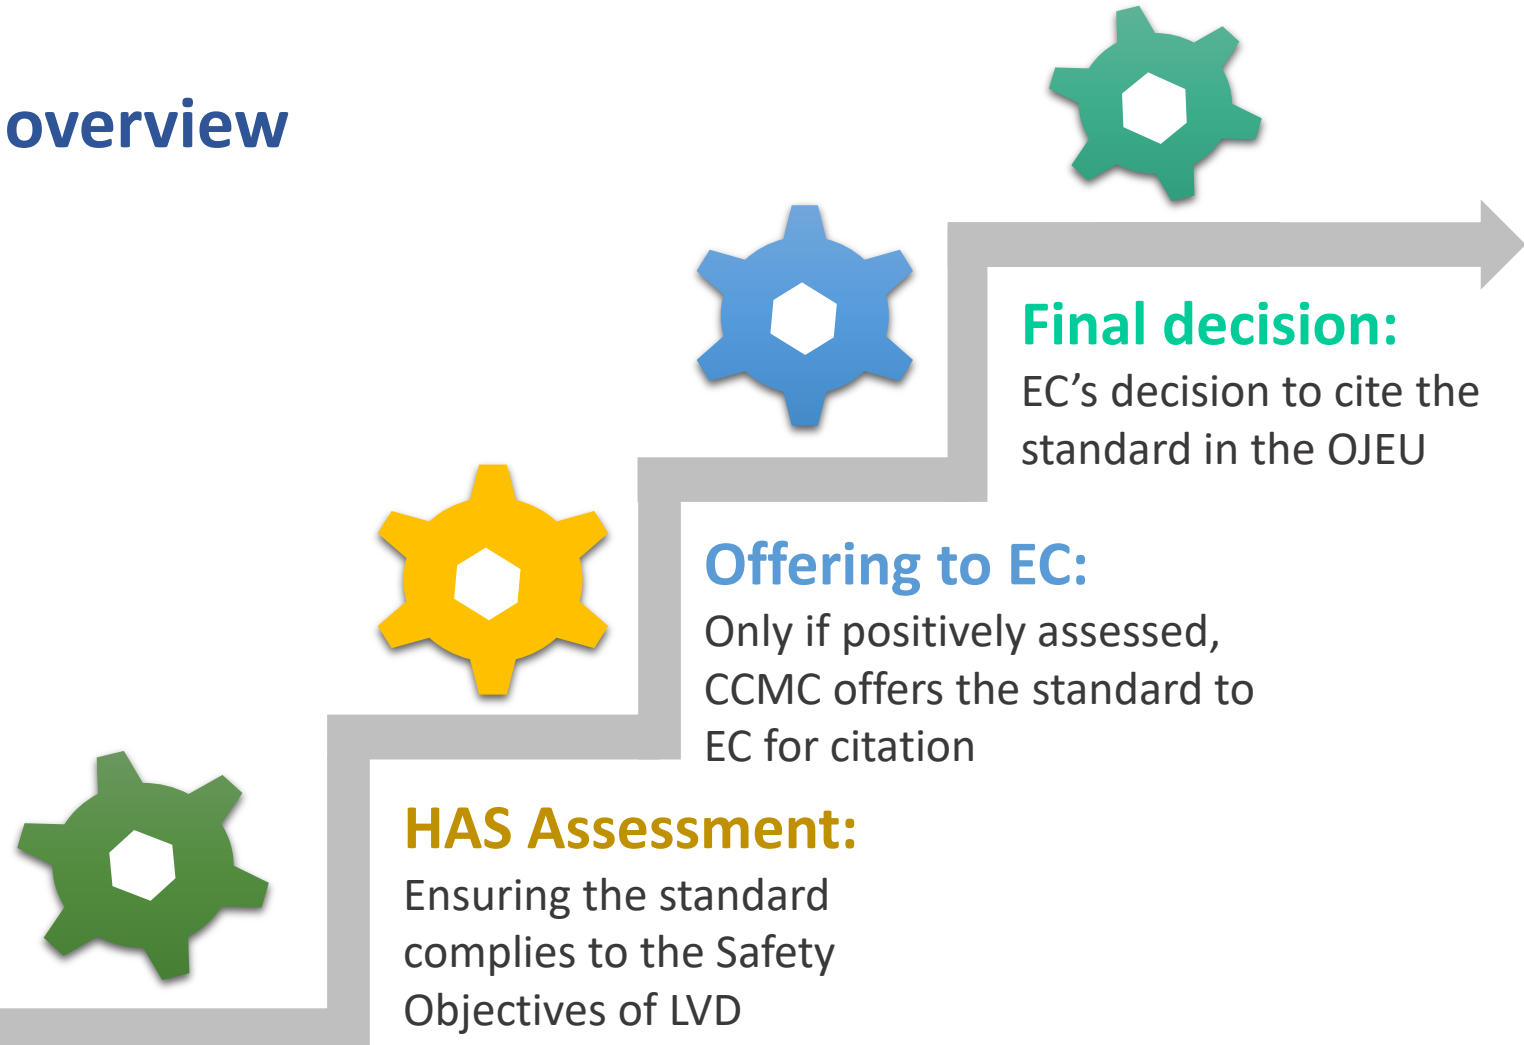 overview
Final decision:
EC’s decision to cite the
standard in the OJEU
Offering to EC:
Only if positively assessed,
CCMC offers the standard to
EC for citation
HAS Assessment:
Ensuring the standard
complies to the Safety
Objectives of LVD